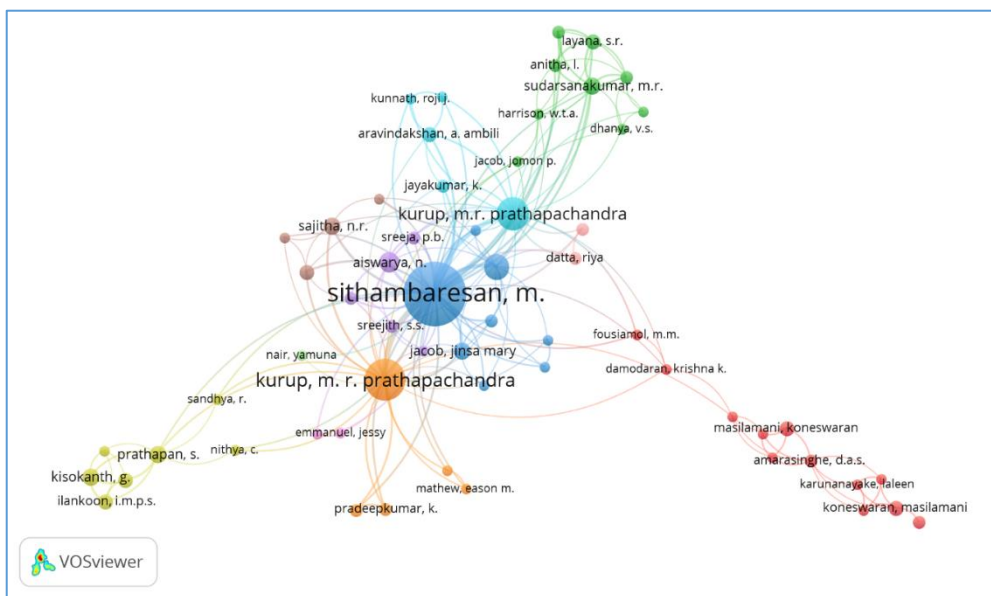 layana, s.r.
anitha, l.
sudarsanakumar, m.r.
kunnath, roji j.
harrison, w.t.a.
aravindakshan, a. ambili
dhanya, v.s.
jacob, jomon p.
jayakumar, k.
kurup, m.r. prathapachandra
sajitha, n.r.
sreeja, p.b.
datta, riya
aiswarya, n.
sithambaresan, m.
sreejith, s.s.
fousiamol, m.m.
jacob, jinsa mary
nair, yamuna
damodaran, krishna k.
kurup, m. r. prathapachandra
sandhya, r.
masilamani, koneswaran
emmanuel, jessy
nithya, c.
prathapan, s.
amarasinghe, d.a.s.
kisokanth, g.
mathew, eason m.
karunanayake, laleen
ilankoon, i.m.p.s.
pradeepkumar, k.
koneswaran, masilamani
VOSviewer